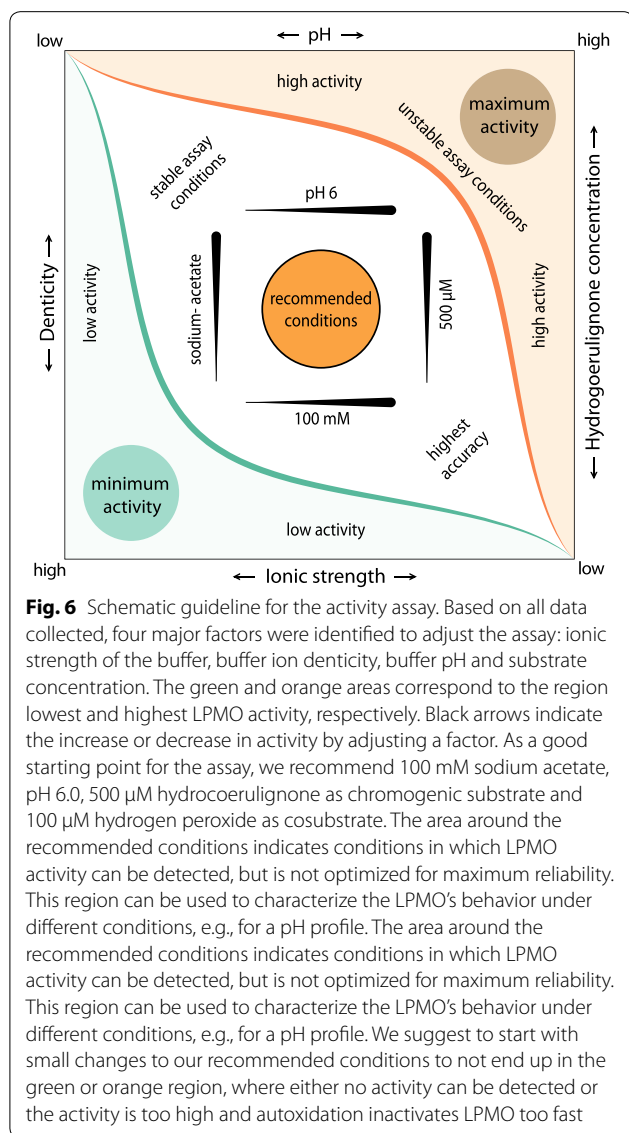 ← pH →
low
high
high activity
maximum
activity
unstable assay conditions
stable assay
conditions
pH 6
← Denticity →
low activity
sodium- acetate
recommended
conditions
500 µM
high activity
← Hydrogoerulignone concentration →
100 mM
highest
accuracy
minimum
activity
low activity
high
low
← Ionic strength →
Fig. 6 Schematic guideline for the activity assay. Based on all data
collected, four major factors were identified to adjust the assay: ionic
strength of the buffer, buffer ion denticity, buffer pH and substrate
concentration. The green and orange areas correspond to the region
lowest and highest LPMO activity, respectively. Black arrows indicate
the increase or decrease in activity by adjusting a factor. As a good
starting point for the assay, we recommend 100 mM sodium acetate,
pH 6.0, 500 µM hydrocoerulignone as chromogenic substrate and
100 µM hydrogen peroxide as cosubstrate. The area around the
recommended conditions indicates conditions in which LPMO
activity can be detected, but is not optimized for maximum reliability.
This region can be used to characterize the LPMO's behavior under
different conditions, e.g., for a pH profile. The area around the
recommended conditions indicates conditions in which LPMO
activity can be detected, but is not optimized for maximum reliability.
This region can be used to characterize the LPMO's behavior under
different conditions, e.g., for a pH profile. We suggest to start with
small changes to our recommended conditions to not end up in the
green or orange region, where either no activity can be detected or
the activity is too high and autoxidation inactivates LPMO too fast